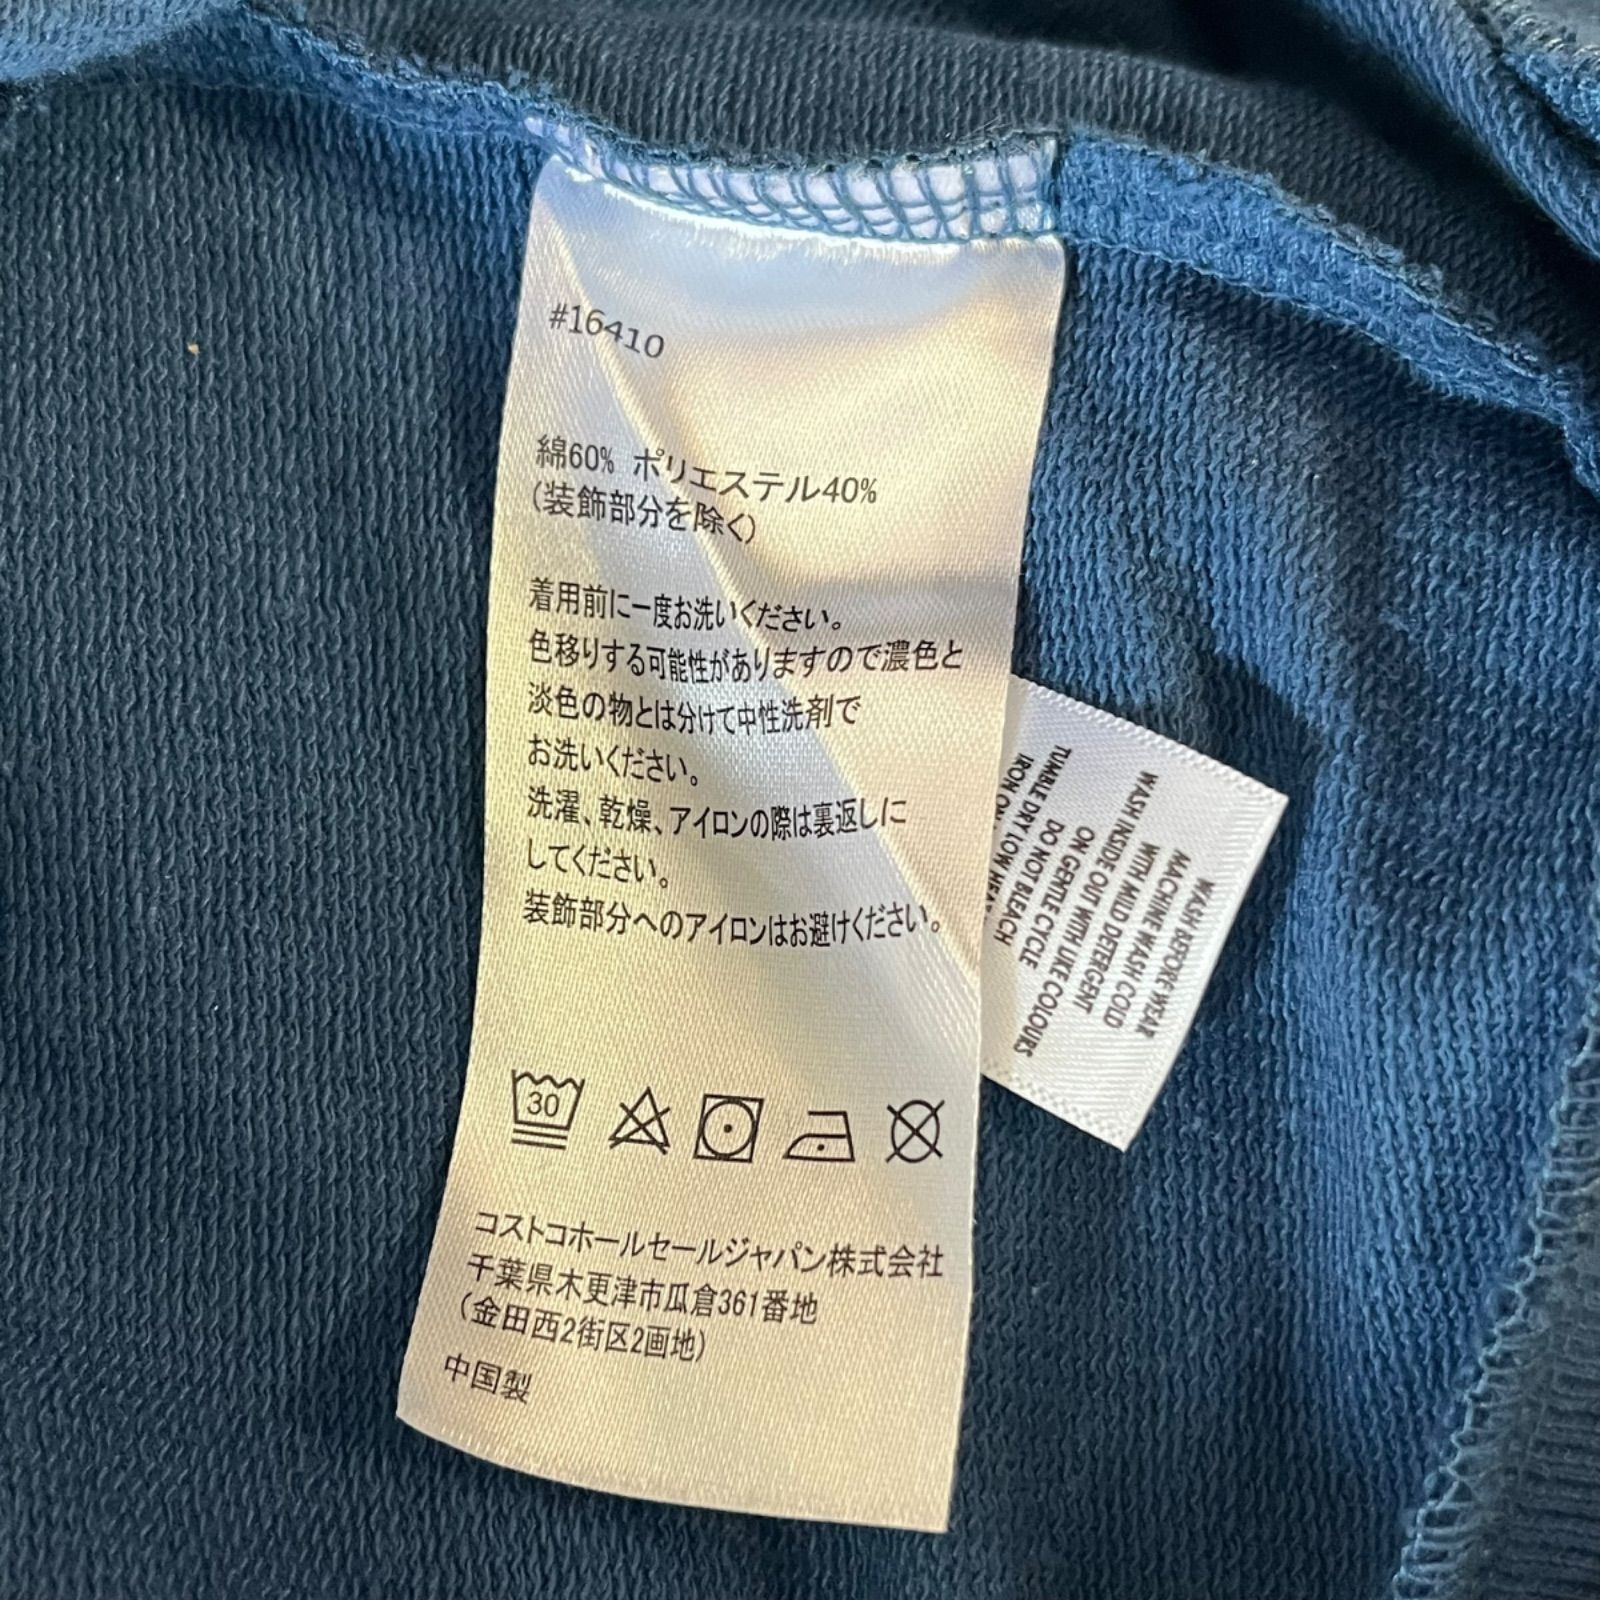 #16410
綿60% ポリエステル40%
(装飾部分を除く)
着用前に一度お洗いください。
色移りする可能性がありますので濃色と
淡色の物とは分けて中性洗剤で
お洗いください。
洗濯、乾燥、アイロンの際は裏返しに
してください。
装飾部分へのアイロンはお避けください。
30
コストコホールセールジャパン株式会社
千葉県木更津市瓜倉361番地
(金田西2街区2画地)
中国製
WASH BEFORE WEAR
MACHINE WASH COLD
WITH MILD DETERGENT
WASH INSIDE OUT WITH LIKE COLOURS
ON GENTLE CYCLE
DO NOT BLEACH
TUMBLE DRY LOW HEAT
IRON ON